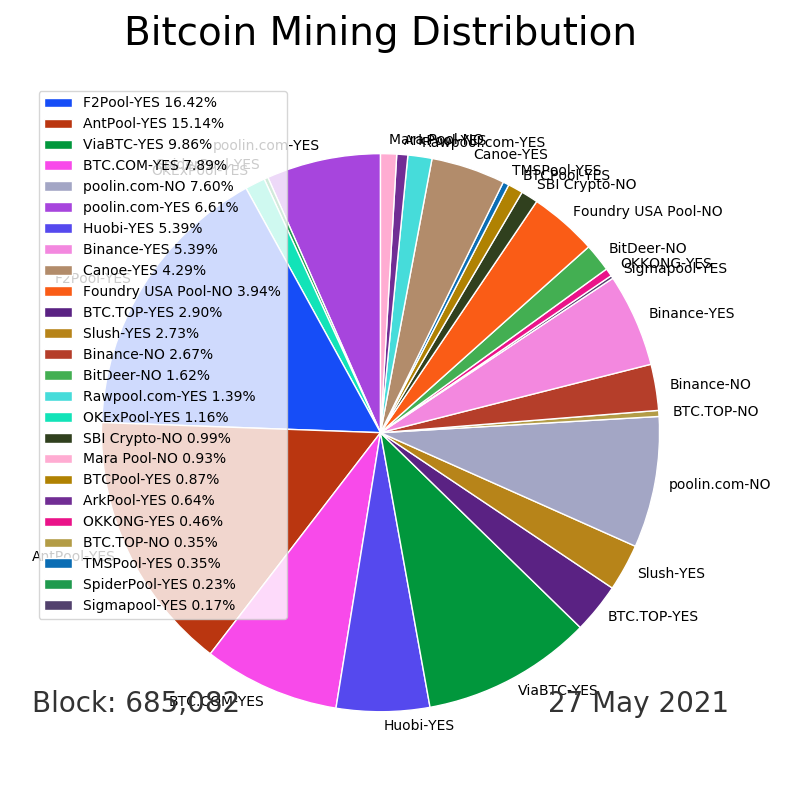 Bitcoin Mining Distribution
F2Pool-YES 16.42%
AntPool-YES 15.14%
ViaBTC-YES 9.86%
BTC.COM-YES 7.89%
poolin.com-NO 7.60%
poolin.com-YES 6.61%
Huobi-YES 5.39%
Binance-YES 5.39%
Canoe-YES 4.29%
Foundry USA Pool-NO 3.94%
BTC.TOP-YES 2.90%
Slush-YES 2.73%
Binance-NO 2.67%
BitDeer-NO 1.62%
Rawpool.com-YES 1.39%
OKExPool-YES 1.16%
SBI Crypto-NO 0.99%
Mara Pool-NO 0.93%
BTCPool-YES 0.87%
ArkPool-YES 0.64%
OKKONG-YES 0.46%
BTC.TOP-NO 0.35%
TMSPool-YES 0.35%
SpiderPool-YES 0.23%
Sigmapool-YES 0.17%
Mara Pool-NO
ArkPool-YES
Rawpool.com-YES
Canoe-YES
TMSPool-YES
BTCPool-YES
SBI Crypto-NO
Foundry USA Pool-NO
BitDeer-NO
OKKONG-YES
Sigmapool-YES
Binance-YES
Binance-NO
BTC.TOP-NO
poolin.com-NO
Slush-YES
BTC.TOP-YES
ViaBTC-YES
Huobi-YES
BTC.COM-YES
AntPool-YES
F2Pool-YES
OKExPool-YES
SpiderPool-YES
poolin.com-YES
Block: 685,082
27 May 2021